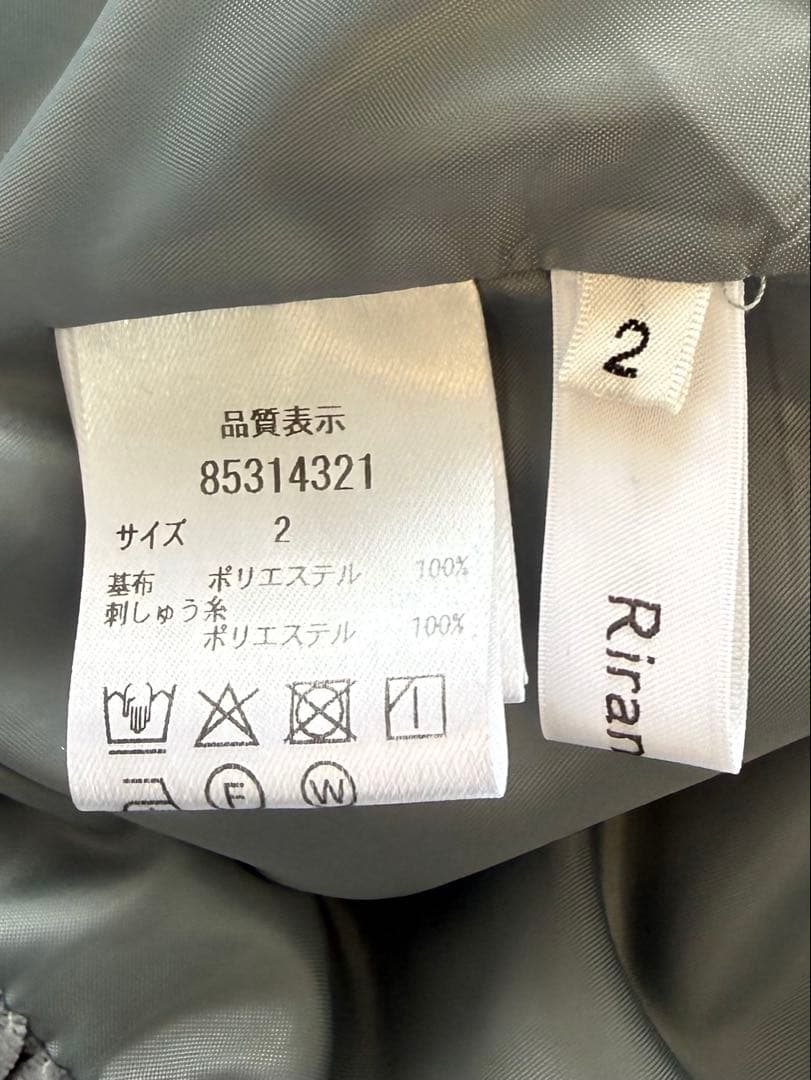 品質表示
85314321
サイズ 2
基布 ポリエステル 100%
刺しゅう糸
ポリエステル 100%
F W
2